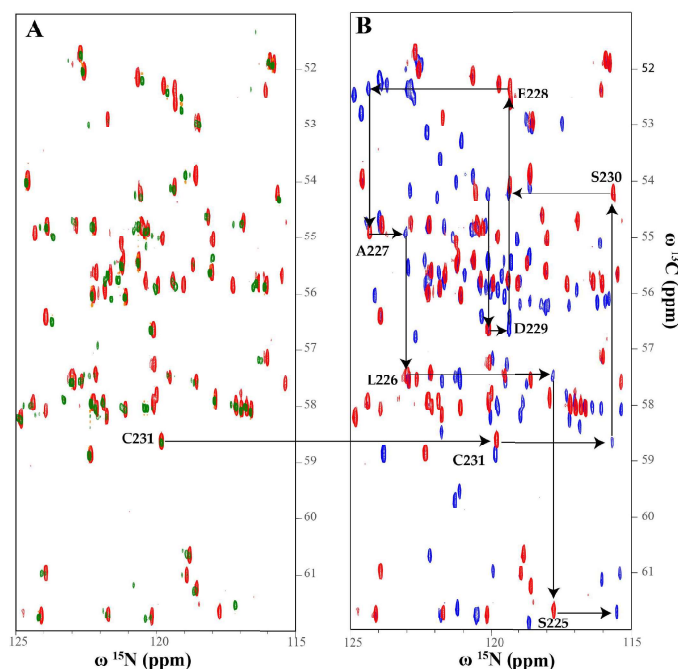 A B
52 52
F228
53 53
54 S230 54
55 A227 55
56 56
D229
57 57
L226
58 58
C231 C231
59 59
60 60
61 61
S225
ω ¹³C (ppm)
125 120 115 125 120 115
ω ¹⁵N (ppm) ω ¹⁵N (ppm)